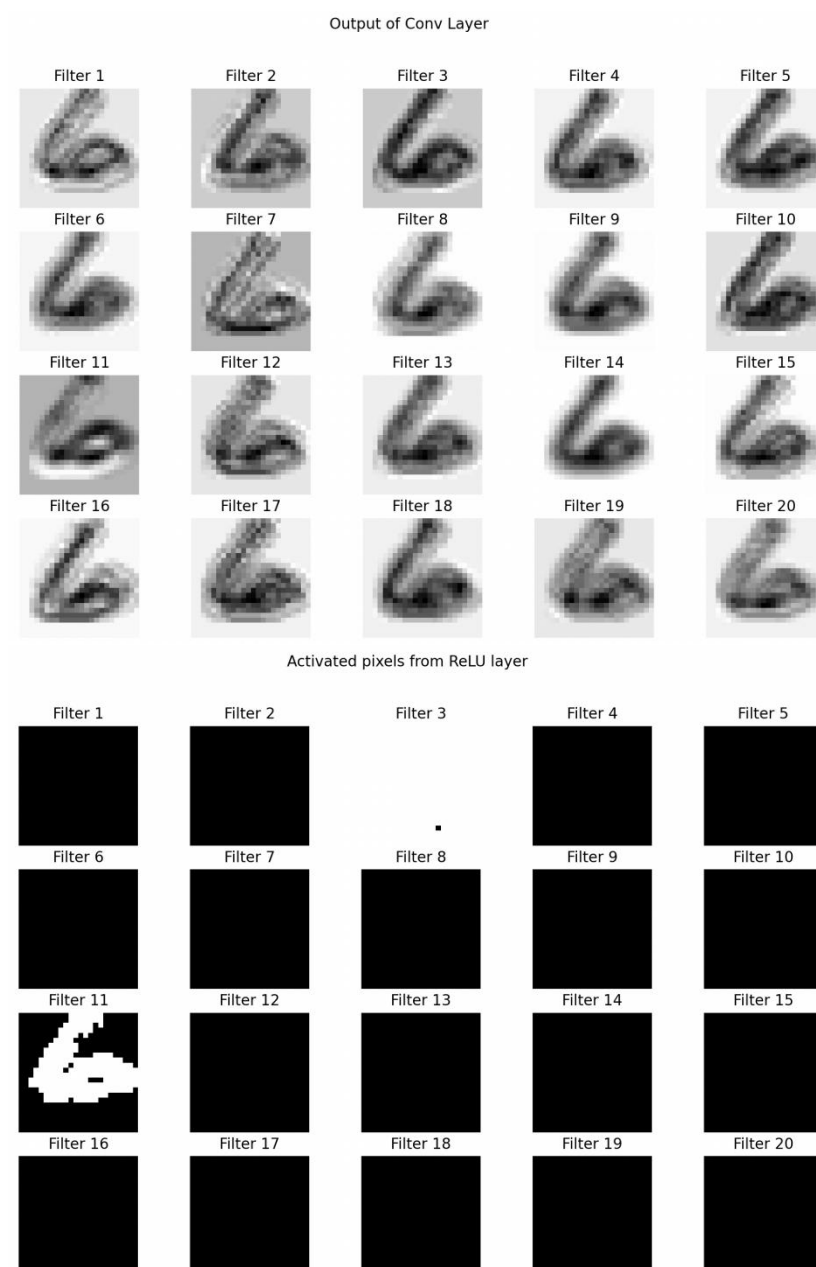 Output of Conv Layer
Filter 1 Filter 2 Filter 3 Filter 4 Filter 5
Filter 6 Filter 7 Filter 8 Filter 9 Filter 10
Filter 11 Filter 12 Filter 13 Filter 14 Filter 15
Filter 16 Filter 17 Filter 18 Filter 19 Filter 20
Activated pixels from ReLU layer
Filter 1 Filter 2 Filter 3 Filter 4 Filter 5
Filter 6 Filter 7 Filter 8 Filter 9 Filter 10
Filter 11 Filter 12 Filter 13 Filter 14 Filter 15
Filter 16 Filter 17 Filter 18 Filter 19 Filter 20